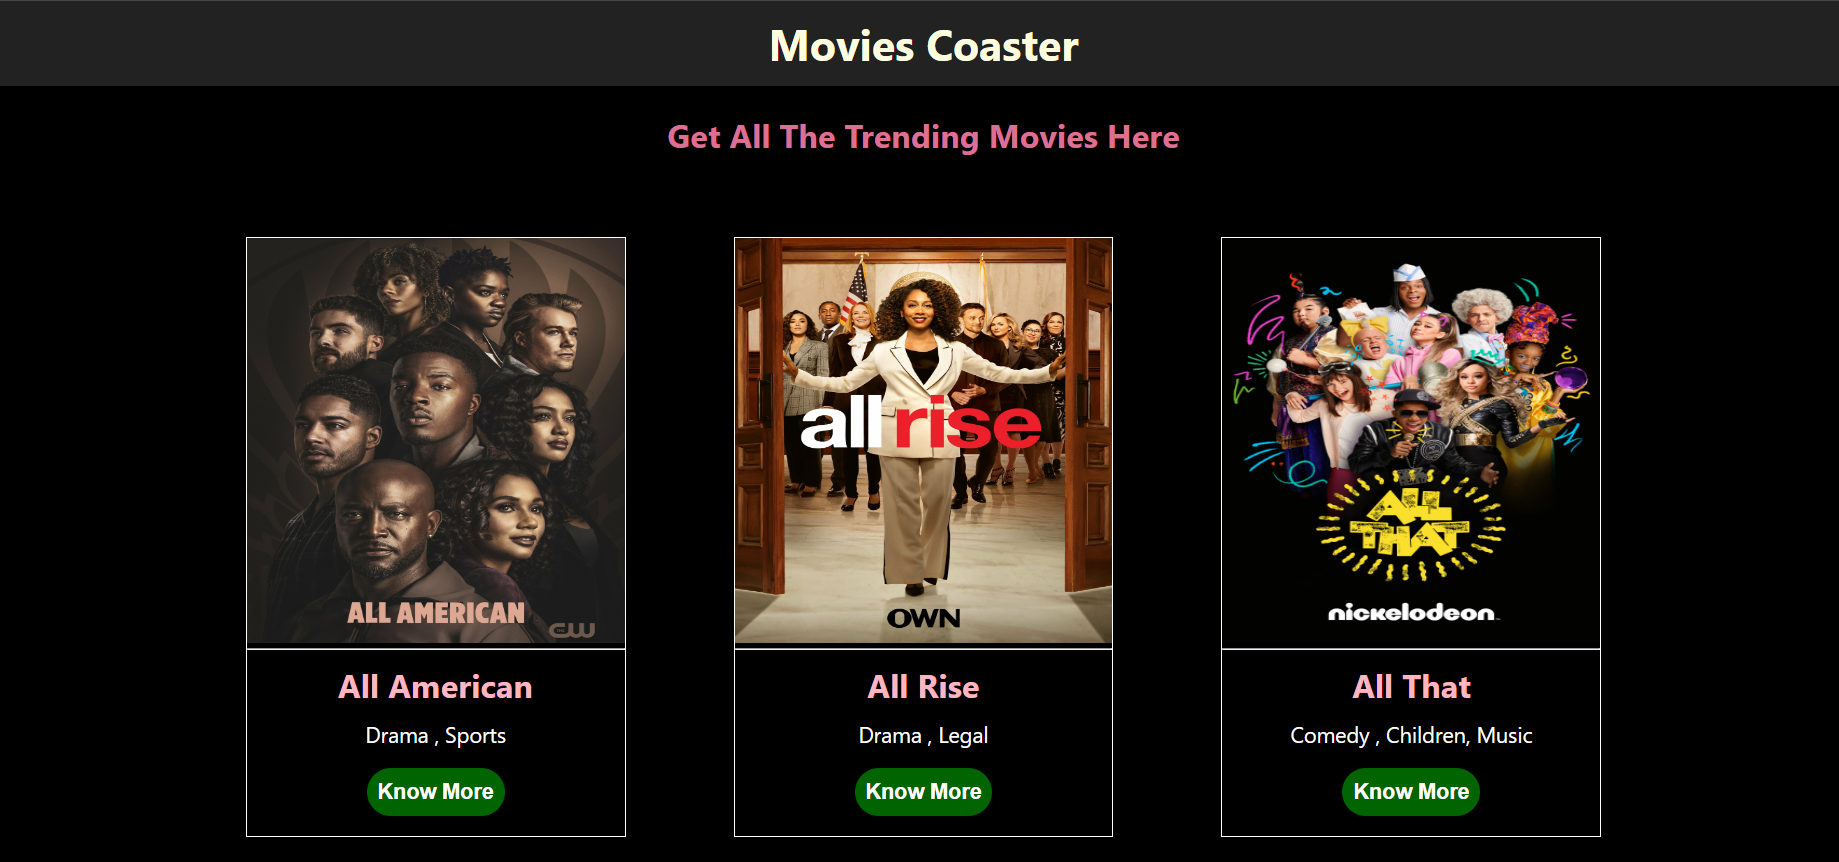 Movies Coaster
Get All The Trending Movies Here
ALL AMERICAN
CW
all rise
OWN
ALL
THAT
nickelodeon
All American
Drama , Sports
Know More
All Rise
Drama , Legal
Know More
All That
Comedy , Children, Music
Know More